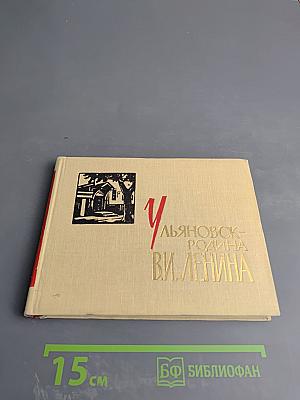 УЛЬЯНОВСК-
РОДИНА
В.И. ЛЕНИНА
15 см
БФ БИБЛИОФАН